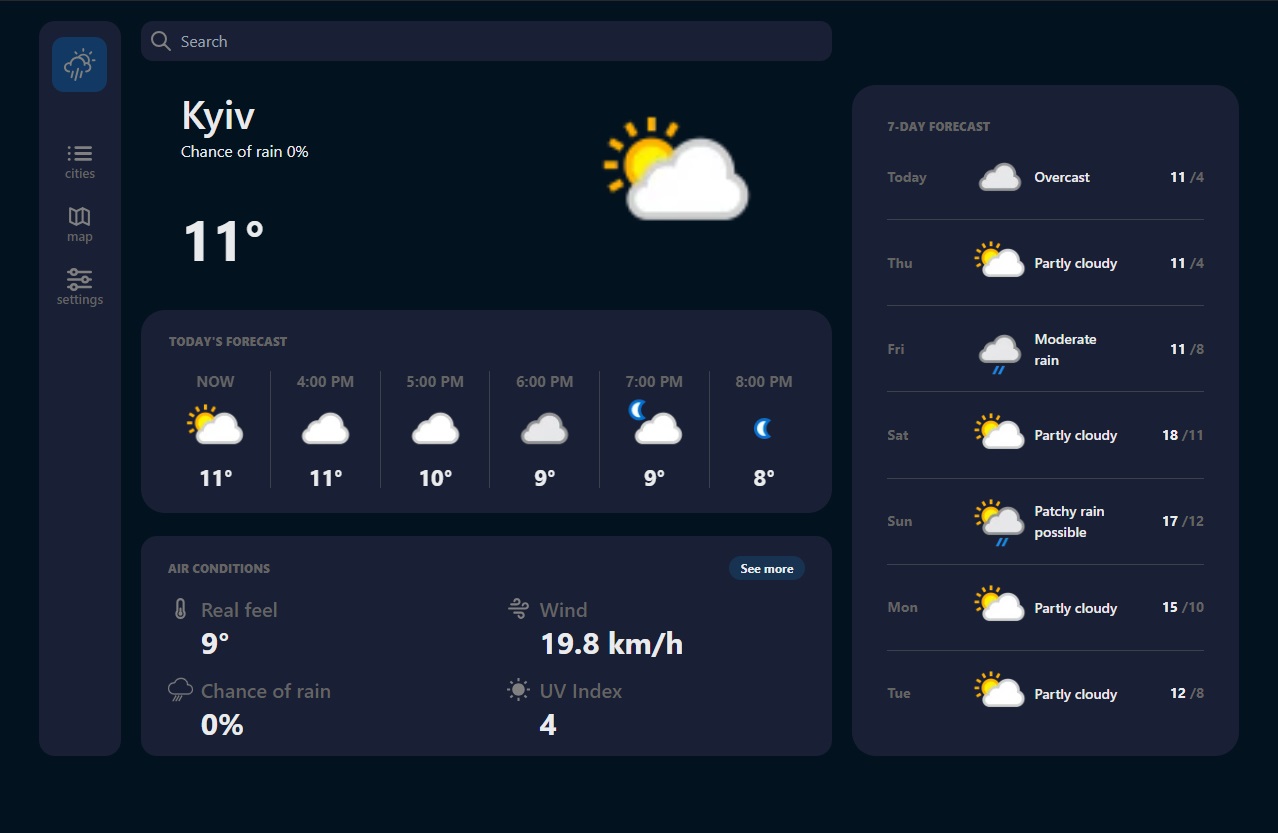 Search
cities
map
settings
Kyiv
Chance of rain 0%
11°
TODAY'S FORECAST
NOW 4:00 PM 5:00 PM 6:00 PM 7:00 PM 8:00 PM
11° 11° 10° 9° 9° 8°
AIR CONDITIONS See more
Real feel Wind
9° 19.8 km/h
Chance of rain UV Index
0% 4
7-DAY FORECAST
Today Overcast 11 /4
Thu Partly cloudy 11 /4
Fri Moderate
rain 11 /8
Sat Partly cloudy 18 /11
Sun Patchy rain
possible 17 /12
Mon Partly cloudy 15 /10
Tue Partly cloudy 12 /8